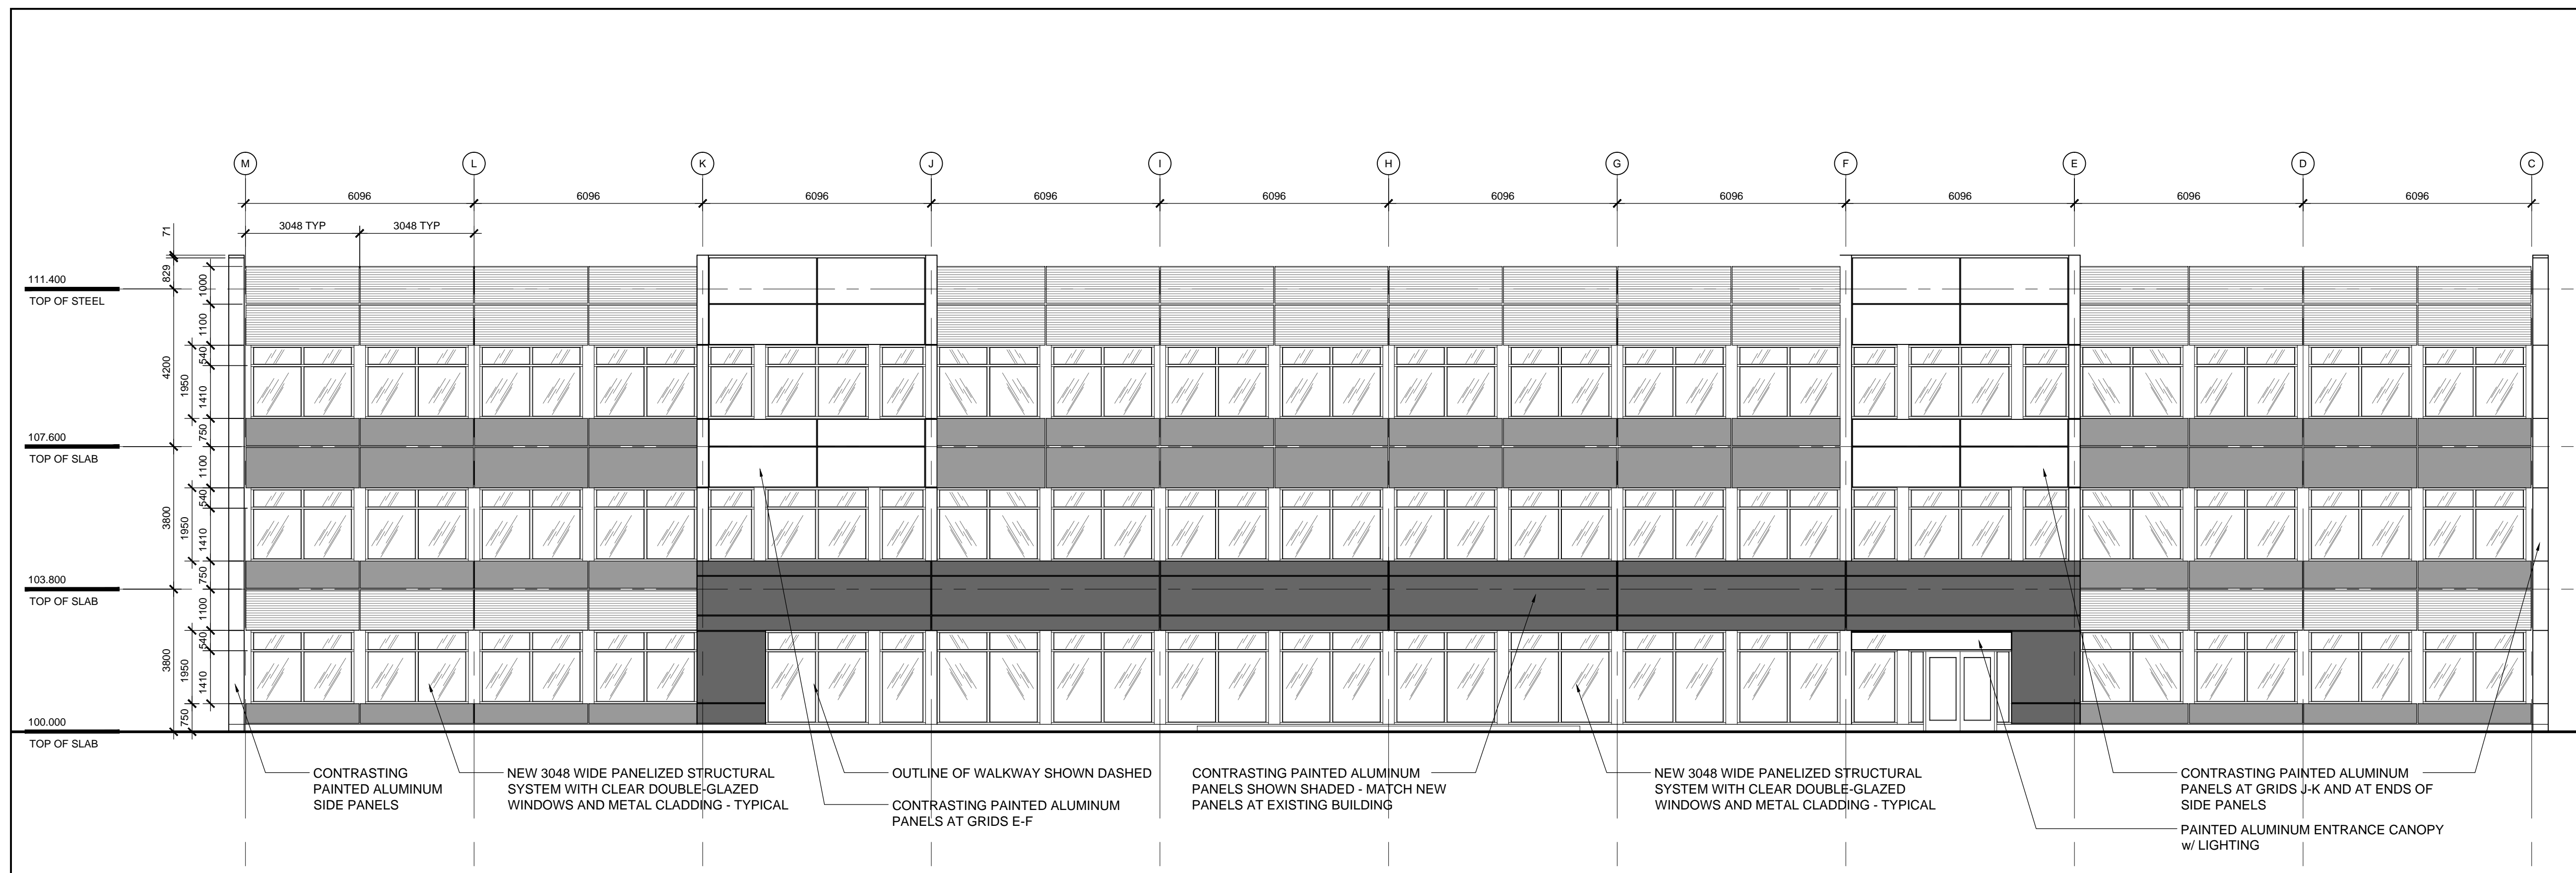 M L K J I H G F E D C
6096 6096 6096 6096 6096 6096 6096 6096 6096 6096
3048 TYP 3048 TYP
71
829
1000
111.400
TOP OF STEEL
1100
4200
540
1950
1410
750
107.600
TOP OF SLAB
1100
540
3800
1950
1410
750
103.800
TOP OF SLAB
1100
540
3800
1950
1410
750
100.000
TOP OF SLAB
CONTRASTING
PAINTED ALUMINUM
SIDE PANELS
NEW 3048 WIDE PANELIZED STRUCTURAL
SYSTEM WITH CLEAR DOUBLE-GLAZED
WINDOWS AND METAL CLADDING - TYPICAL
OUTLINE OF WALKWAY SHOWN DASHED
CONTRASTING PAINTED ALUMINUM
PANELS AT GRIDS E-F
CONTRASTING PAINTED ALUMINUM
PANELS SHOWN SHADED - MATCH NEW
PANELS AT EXISTING BUILDING
NEW 3048 WIDE PANELIZED STRUCTURAL
SYSTEM WITH CLEAR DOUBLE-GLAZED
WINDOWS AND METAL CLADDING - TYPICAL
CONTRASTING PAINTED ALUMINUM
PANELS AT GRIDS J-K AND AT ENDS OF
SIDE PANELS
PAINTED ALUMINUM ENTRANCE CANOPY
w/ LIGHTING